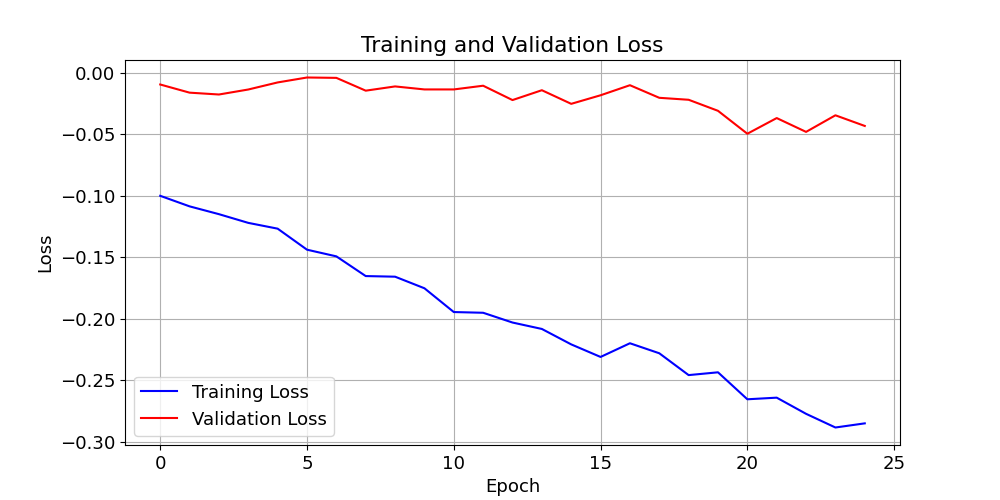 Training and Validation Loss
0.00
−0.05
−0.10
−0.15
−0.20
−0.25
−0.30
Loss
Training Loss
Validation Loss
0 5 10 15 20 25
Epoch